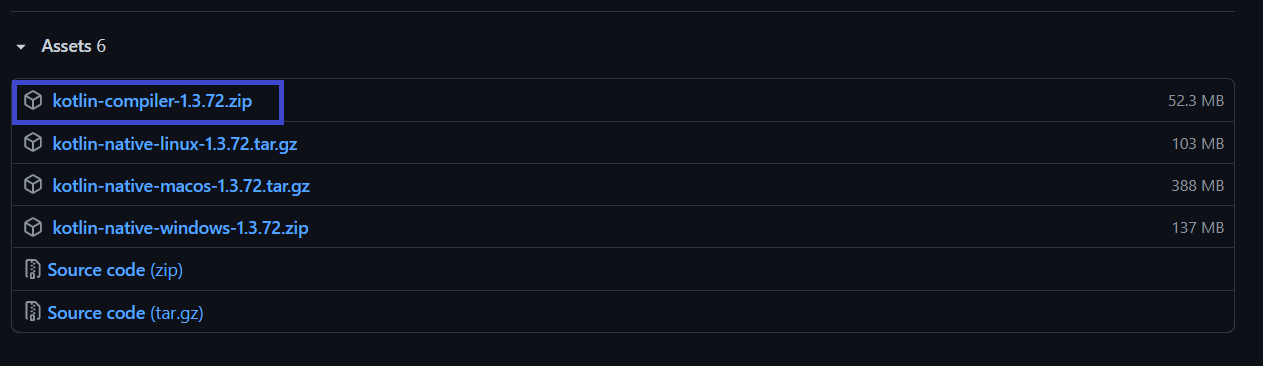 Assets 6
kotlin-compiler-1.3.72.zip 52.3 MB
kotlin-native-linux-1.3.72.tar.gz 103 MB
kotlin-native-macos-1.3.72.tar.gz 388 MB
kotlin-native-windows-1.3.72.zip 137 MB
Source code (zip)
Source code (tar.gz)